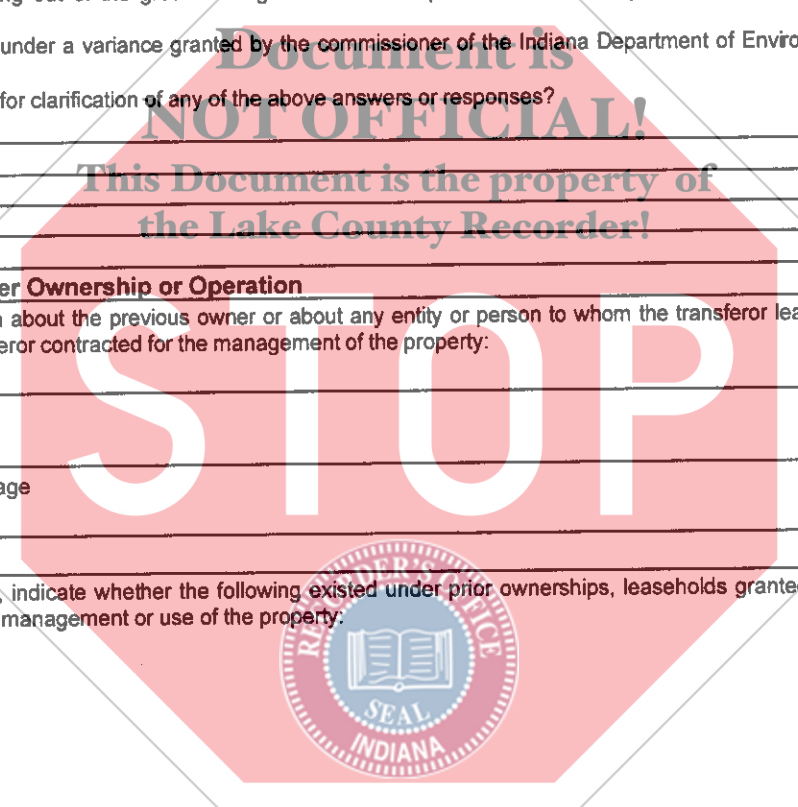 under a variance granted by the commissioner of the Indiana Department of Enviro
Document is
for clarification of any of the above answers or responses?
NOT OFFICIAL!
This Document is the property of
the Lake County Recorder!
er Ownership or Operation
about the previous owner or about any entity or person to whom the transferor lea
eror contracted for the management of the property:
STOP
age
, indicate whether the following existed under prior ownerships, leaseholds grante
management or use of the property:
RECORDER'S OFFICE
SEAL
INDIANA